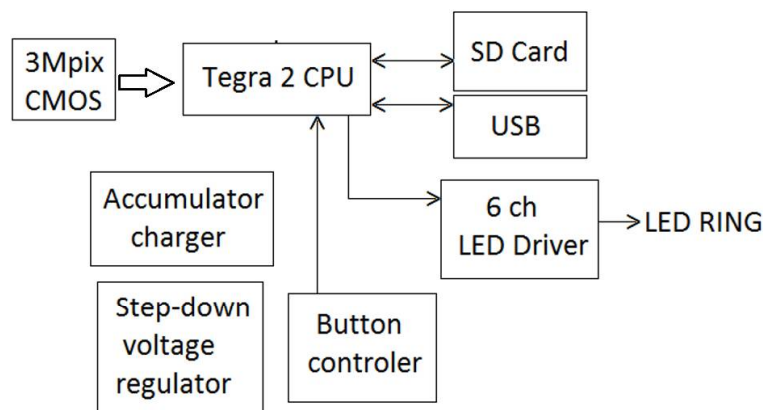 3Mpix
CMOS
Tegra 2 CPU
SD Card
USB
6 ch
LED Driver
LED RING
Accumulator
charger
Step-down
voltage
regulator
Button
controler